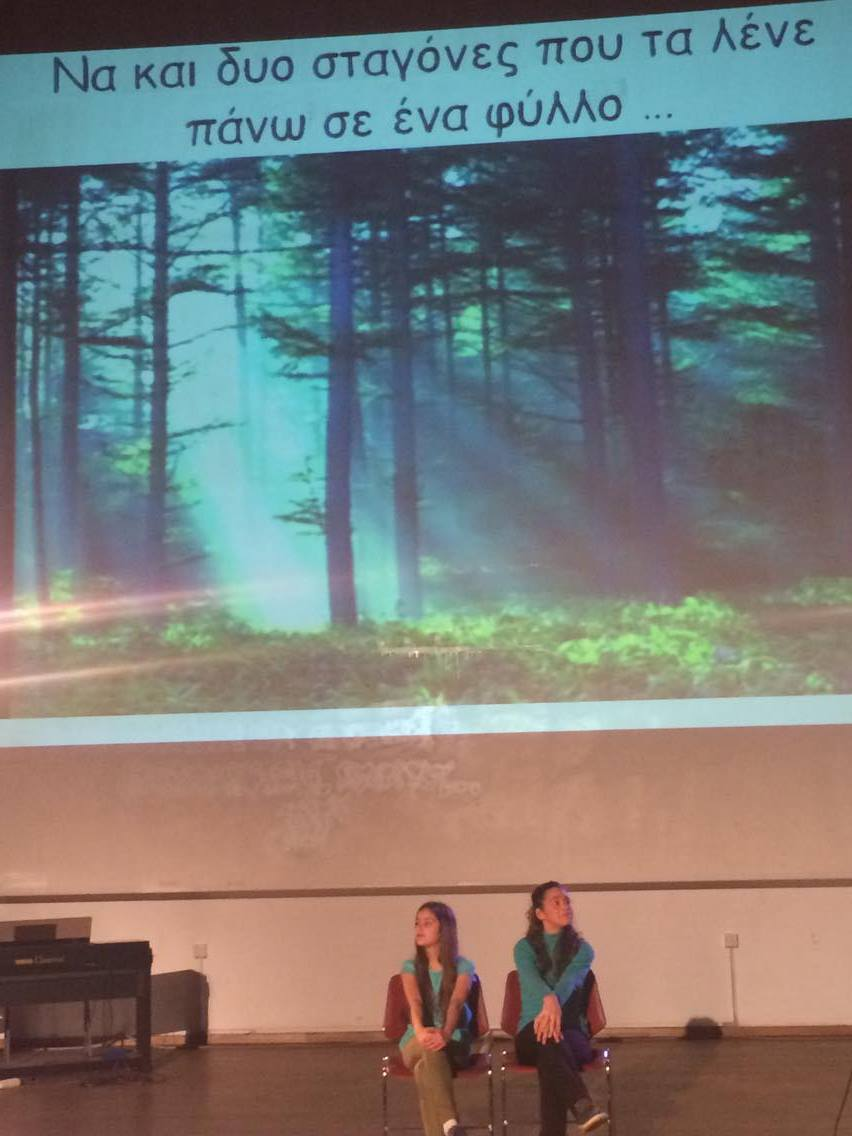 Να και δυο σταγόνες που τα λένε
πάνω σε ένα φύλλο ...